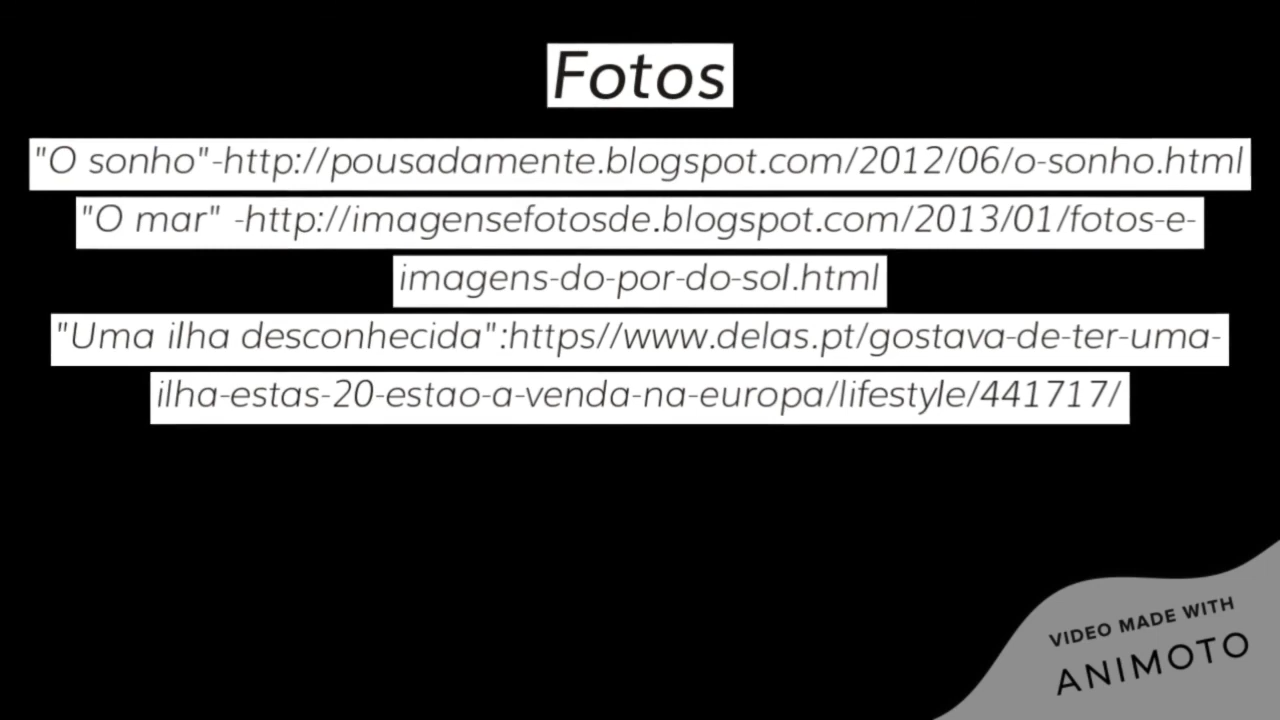 Fotos
"O sonho"-http://pousadamente.blogspot.com/2012/06/o-sonho.html
"O mar" -http://imagensefotosde.blogspot.com/2013/01/fotos-e-
imagens-do-por-do-sol.html
"Uma ilha desconhecida":https//www.delas.pt/gostava-de-ter-uma-
ilha-estas-20-estao-a-venda-na-europa/lifestyle/441717/
VIDEO MADE WITH
ANIMOTO